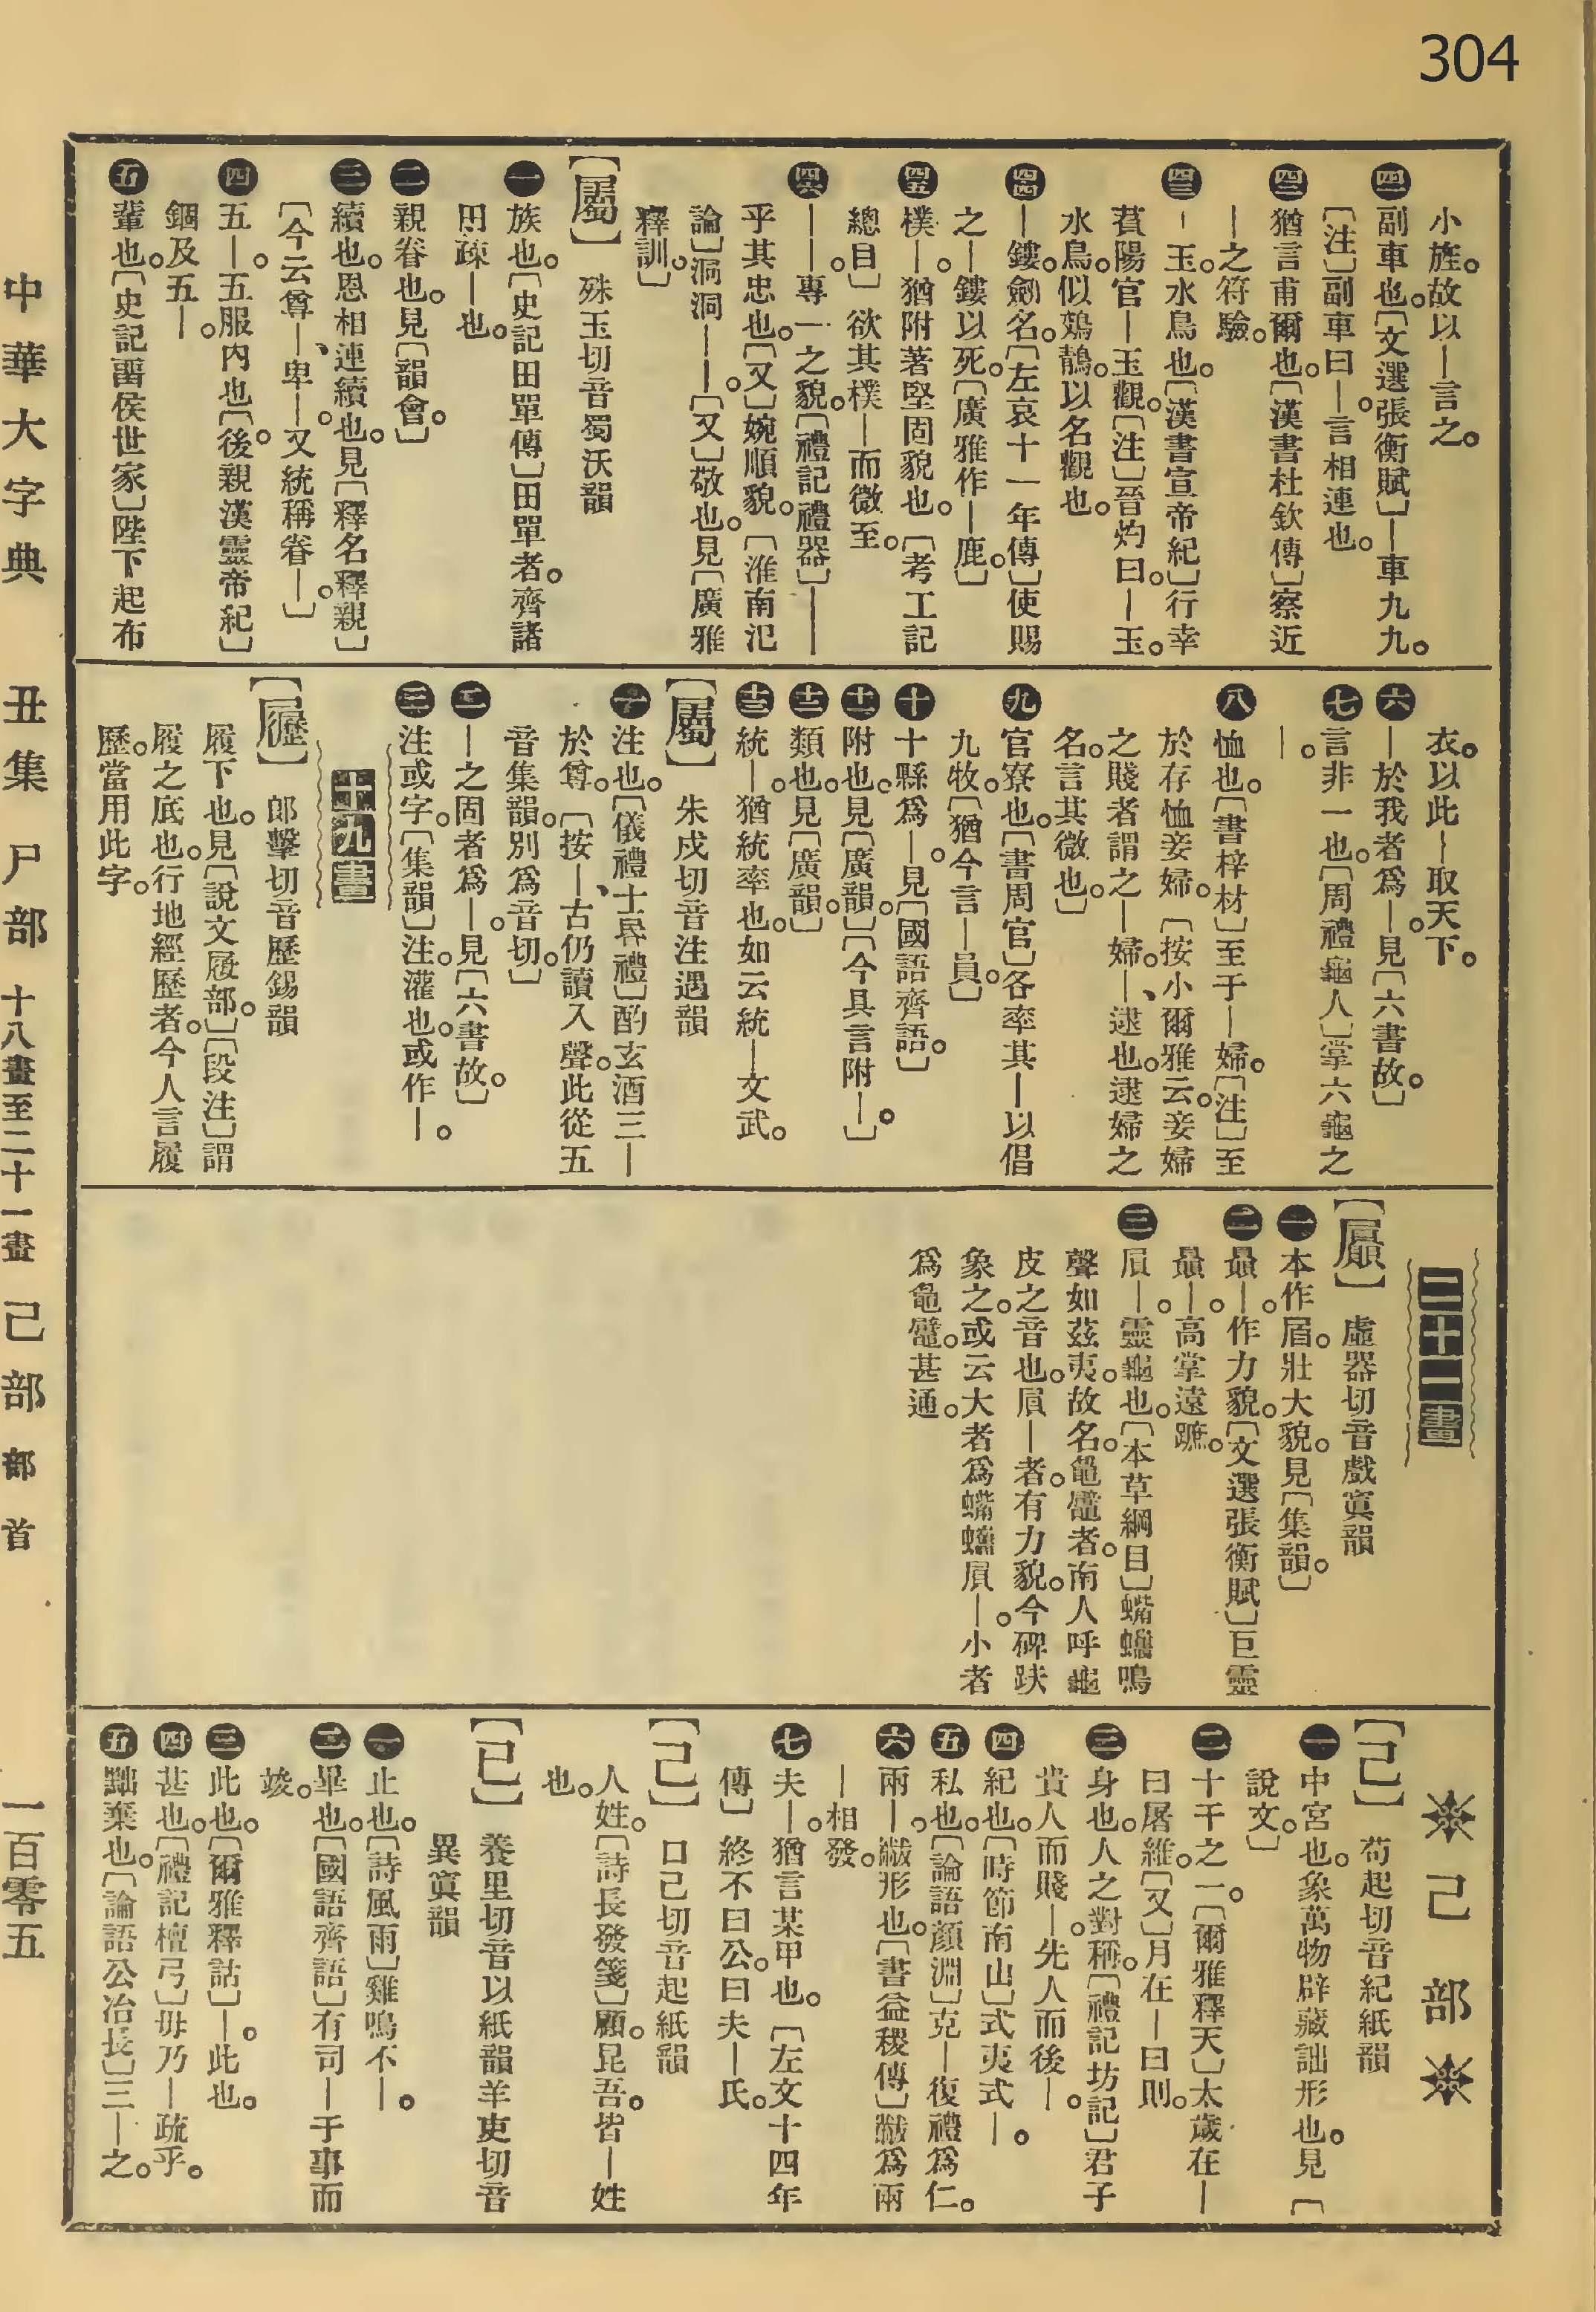 304
小旌。故以｜言之。
㊶副車也。〔文選張衡賦〕｜車九九。
〔注〕副車曰｜。言相連也。
㊷猶言甫爾也。〔漢書杜欽傳〕察近
｜之符驗。
㊸｜玉。水鳥也。〔漢書宣帝紀〕行幸
萯陽官｜玉觀。〔注〕晉灼曰。｜玉。
水鳥。似鵁鶄。以名觀也。
㊹｜鏤。劍名。〔左哀十一年傳〕使賜
之｜鏤以死。〔廣雅作｜鹿。〕
㊺樸｜。猶附著堅固貌也。〔考工記
總目〕欲其樸｜而微至。
㊻｜｜。專一之貌。〔禮記禮器〕｜｜
乎其忠也。〔又〕婉順貌。〔淮南氾
論〕洞洞｜｜。〔又〕敬也。見〔廣雅
釋訓。〕
【屬】殊玉切音蜀沃韻
㊀族也。〔史記田單傳〕田單者。齊諸
田疎｜也。
㊁親眷也。見〔韻會。〕
㊂續也。恩相連續也。見〔釋名釋親〕
〔今云尊｜、卑｜。又統稱眷｜。〕
㊃五｜。五服內也。〔後親漢靈帝紀〕
錮及五｜。
㊄輩也。〔史記畱侯世家〕陛下起布
衣。以此｜取天下。
㊅｜於我者爲｜。見〔六書故。〕
㊆言非一也。〔周禮龜人〕掌六龜之
｜。
㊇恤也。〔書梓材〕至于｜婦。〔注〕至
於存恤妾婦。〔按小爾雅云。妾婦
之賤者謂之｜婦。｜、逮也。逮婦之
名。言其微也。〕
㊈官寮也。〔書周官〕各率其｜以倡
九牧。〔猶今言｜員。〕
㊉十縣爲｜。見〔國語齊語。〕
⑪附也。見〔廣韻。〕〔今具言附｜。〕
⑫類也。見〔廣韻。〕
⑬統｜。猶統率也。如云統｜文武。
【屬】朱戍切音注遇韻
㊀注也。〔儀禮士昬禮〕酌玄酒三｜
於尊。〔按｜、古仍讀入聲。此從五
音集韻。別爲音切。〕
㊁｜之固者爲｜。見〔六書故。〕
㊂注或字。〔集韻〕注。灌也。或作｜。
十九畫
【𡳸】郎擊切音歷錫韻
履下也。見〔說文履部。〕〔段注〕謂
履之底也。行地經歷者。今人言履
歷。當用此字。
二十一畫
【屭】虛器切音戲寘韻
㊀本作屓。壯大貌。見〔集韻。〕
㊁贔｜。作力貌。〔文選張衡賦〕巨靈
贔｜。高掌遠蹠。
㊂屓｜。靈龜也。〔本草綱目〕蟕蠵鳴
聲如茲夷。故名。鼊者。南人呼龜
皮之音也。屓｜者。有力貌。今碑趺
象之。或云大者爲蟕蠵屓｜。小者
爲鼊。甚通。
己部
【己】苟起切音紀紙韻
㊀中宮也。象萬物辟藏詘形也。見〔
說文。〕
㊁十干之一。〔爾雅釋天〕太歲在｜
曰屠維。〔又〕月在｜曰則。
㊂身也。人之對稱。〔禮記坊記〕君子
貴人而賤｜。先人而後｜。
㊃紀也。〔時節南山〕式夷式｜。
㊄私也。〔論語顏淵〕克｜復禮爲仁。
㊅兩｜。黻形也。〔書益稷傳〕黻爲兩
｜相發。
㊆夫｜。猶言某甲也。〔左文十四年
傳〕終不曰公。曰夫｜氏。
【己】口己切音起紙韻
人姓。〔詩長發箋〕顧。昆吾。皆｜姓
也。
【已】養里切音以紙韻羊吏切音
異寘韻
㊀止也。〔詩風雨〕雞鳴不｜。
㊁畢也。〔國語齊語〕有司｜于事而
竣。
㊂此也。〔爾雅釋詁〕｜。此也。
㊃甚也。〔禮記檀弓〕毋乃｜疏乎。
㊄黜棄也。〔論語公冶長〕三｜之。
中華大字典 丑集 尸部 十八畫至二十一畫 己部 部首 一百零五